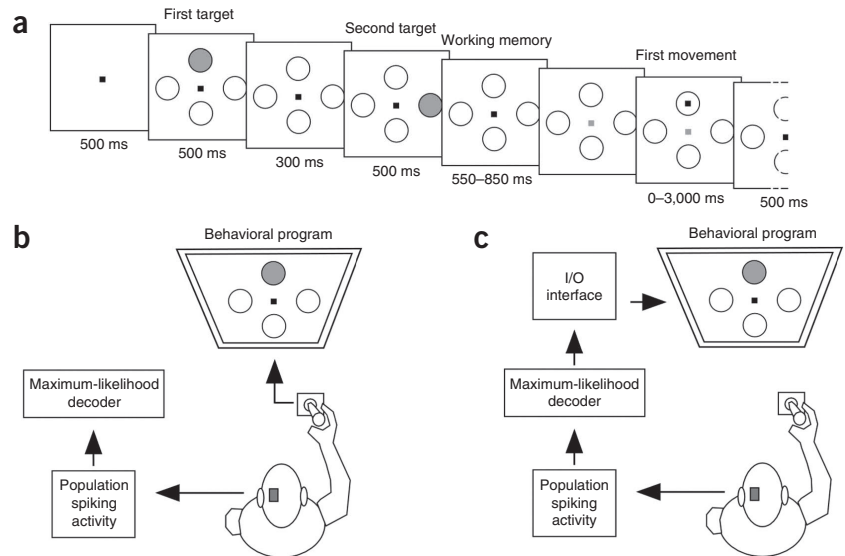 a
First target
Second target
Working memory
First movement
500 ms
500 ms
300 ms
500 ms
550–850 ms
0–3,000 ms
500 ms
b
Behavioral program
Maximum-likelihood
decoder
Population
spiking
activity
c
Behavioral program
I/O
interface
Maximum-likelihood
decoder
Population
spiking
activity